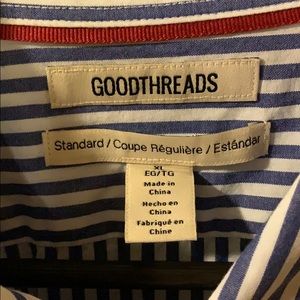 GOODTHREADS
Standard / Coupe Régulière / Estándar
XL
EG/TG
Made in
China
Hecho en
China
Fabriqué en
Chine